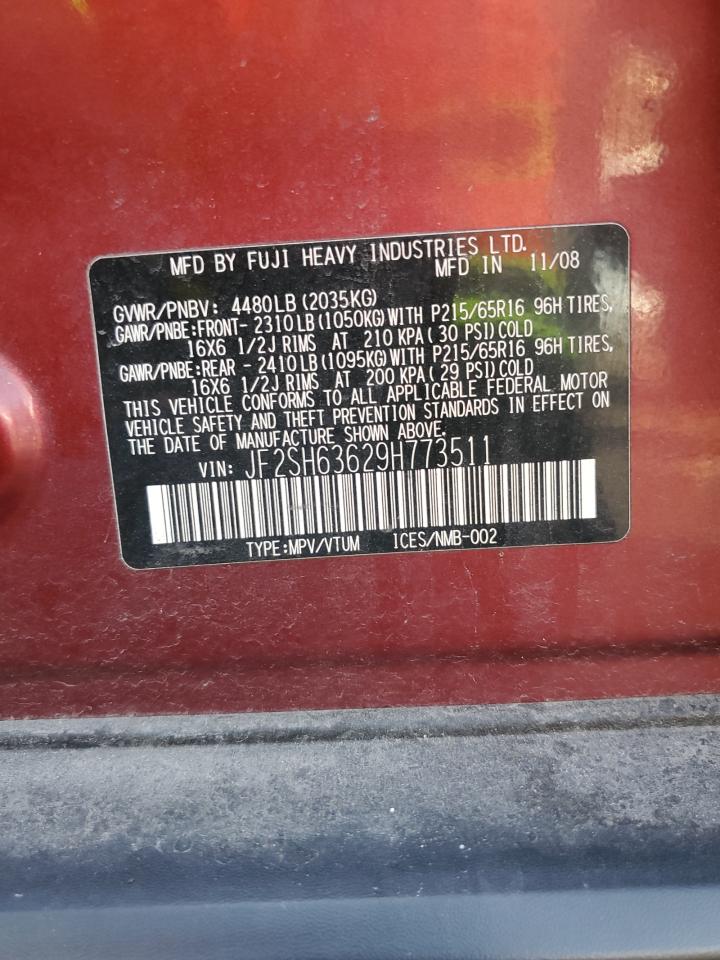 MFD BY FUJI HEAVY INDUSTRIES LTD.
MFD IN 11/08
GVWR/PNBV: 4480LB(2035KG)
GAWR/PNBE:FRONT- 2310LB(1050KG)WITH P215/65R16 96H TIRES,
16X6 1/2J RIMS AT 210 KPA(30 PSI)COLD
GAWR/PNBE:REAR - 2410LB(1095KG)WITH P215/65R16 96H TIRES,
16X6 1/2J RIMS AT 200 KPA(29 PSI)COLD
THIS VEHICLE CONFORMS TO ALL APPLICABLE FEDERAL MOTOR
VEHICLE SAFETY AND THEFT PREVENTION STANDARDS IN EFFECT ON
THE DATE OF MANUFACTURE SHOWN ABOVE.
VIN: JF2SH63629H773511
TYPE:MPV/VTUM ICES/NMB-002